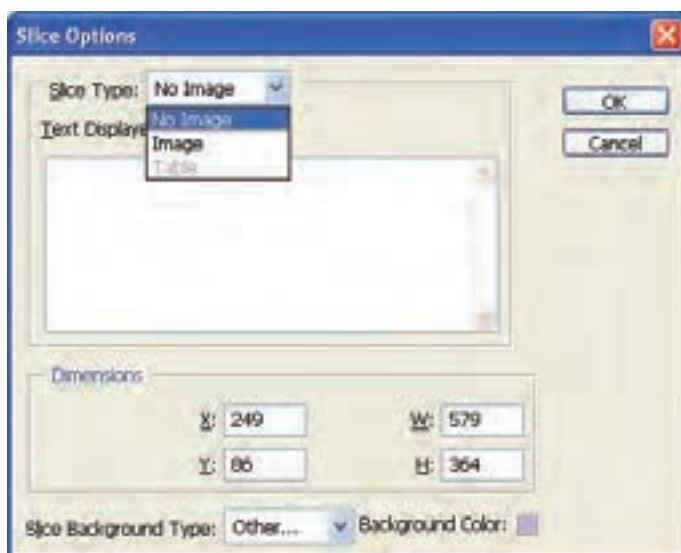 Slice Options
Slice Type: No Image
OK
Text Displaye
No Image
Image
Table
Cancel
Dimensions
X: 249
W: 579
Y: 86
H: 364
Slice Background Type: Other....
Background Color: